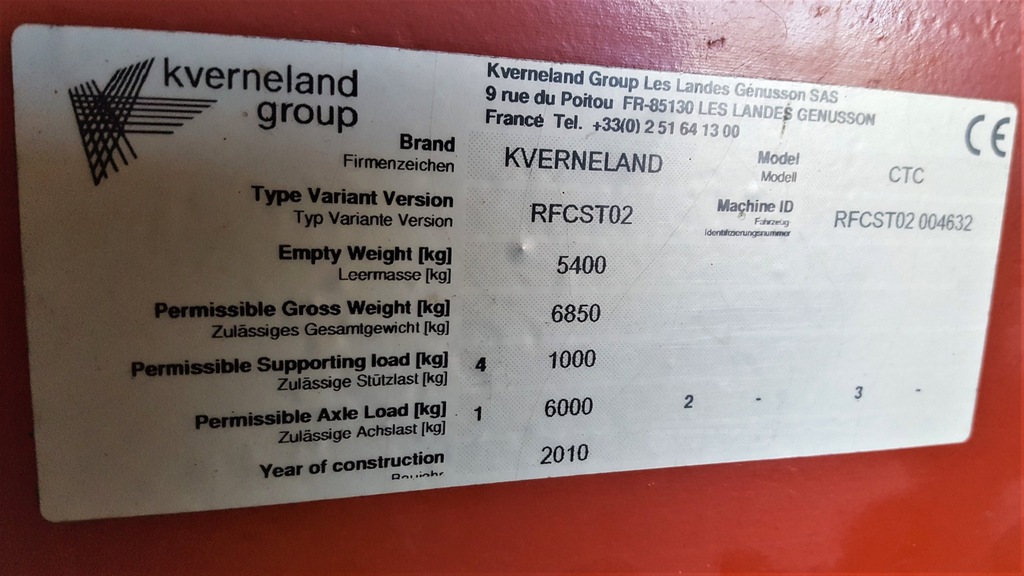 kverneland
group
Kverneland Group Les Landes Génusson SAS
9 rue du Poitou FR-85130 LES LANDES GENUSSON
France Tel. +33(0) 2 51 64 13 00
CE
Brand KVERNELAND Model CTC
Firmenzeichen Modell
Type Variant Version RFCST02 Machine ID RFCST02 004632
Typ Variante Version Fahrzeug
Identifizierungsnummer
Empty Weight [kg] 5400
Leermasse [kg]
Permissible Gross Weight [kg] 6850
Zulässiges Gesamtgewicht [kg]
Permissible Supporting load [kg] 4 1000
Zulässige Stützlast [kg]
Permissible Axle Load [kg] 1 6000 2 - 3 -
Zulässige Achslast [kg]
Year of construction 2010
Baujahr